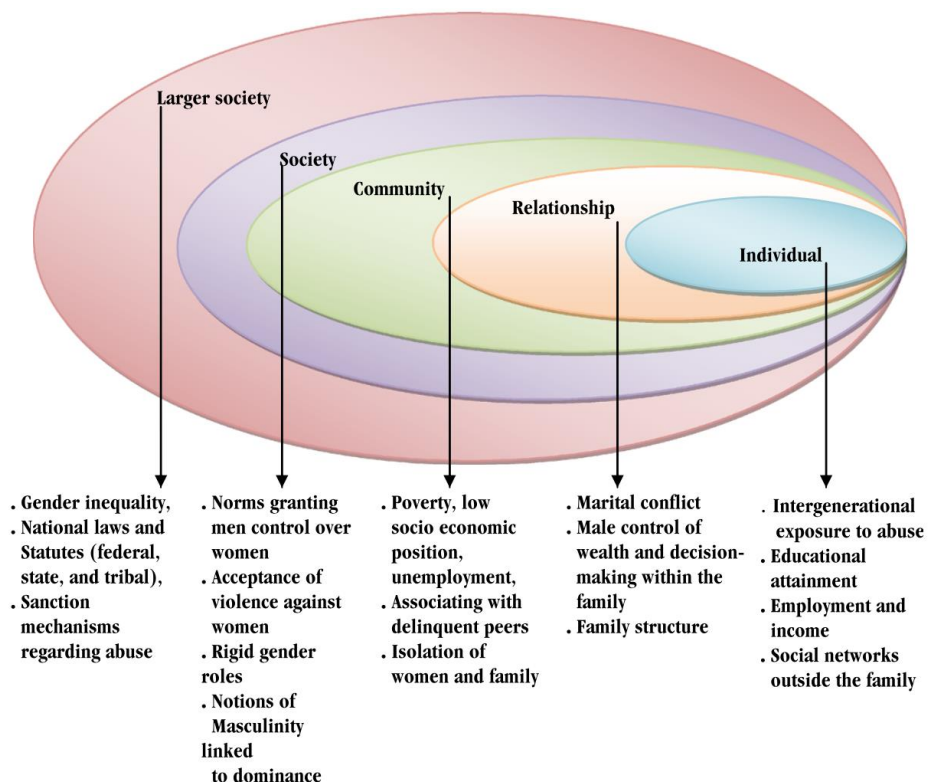 Larger society
Society
Community
Relationship
Individual
. Gender inequality,
. National laws and
Statutes (federal,
state, and tribal),
. Sanction
mechanisms
regarding abuse
. Norms granting
men control over
women
. Acceptance of
violence against
women
. Rigid gender
roles
. Notions of
Masculinity
linked
to dominance
. Poverty, low
socio economic
position,
unemployment,
. Associating with
delinquent peers
. Isolation of
women and family
. Marital conflict
. Male control of
wealth and decision-
making within the
family
. Family structure
. Intergenerational
exposure to abuse
. Educational
attainment
. Employment and
income
. Social networks
outside the family